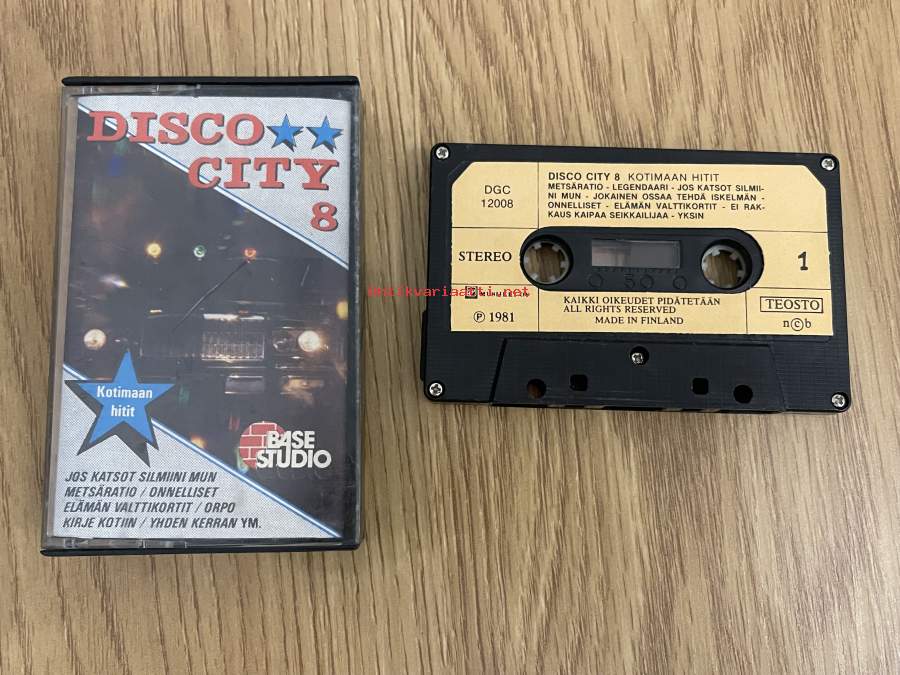 DISCO
CITY
8
Kotimaan
hitit
BASE
STUDIO
JOS KATSOT SILMIINI MUN
METSÄRATIO / ONNELLISET
ELÄMÄN VALTTIKORTIT / ORPO
KIRJE KOTIIN / YHDEN KERRAN YM.
DGC
12008
DISCO CITY 8 KOTIMAAN HITIT
METSÄRATIO - LEGENDAARI - JOS KATSOT SILMII-
NI MUN - JOKAINEN OSSAA TEHDÄ ISKELMÄN -
ONNELLISET - ELÄMÄN VALTTIKORTIT - EI RAK-
KAUS KAIPAA SEIKKAILIJAA - YKSIN
STEREO
1
50
℗ 1981
KAIKKI OIKEUDET PIDÄTETÄÄN
ALL RIGHTS RESERVED
MADE IN FINLAND
TEOSTO
n©b